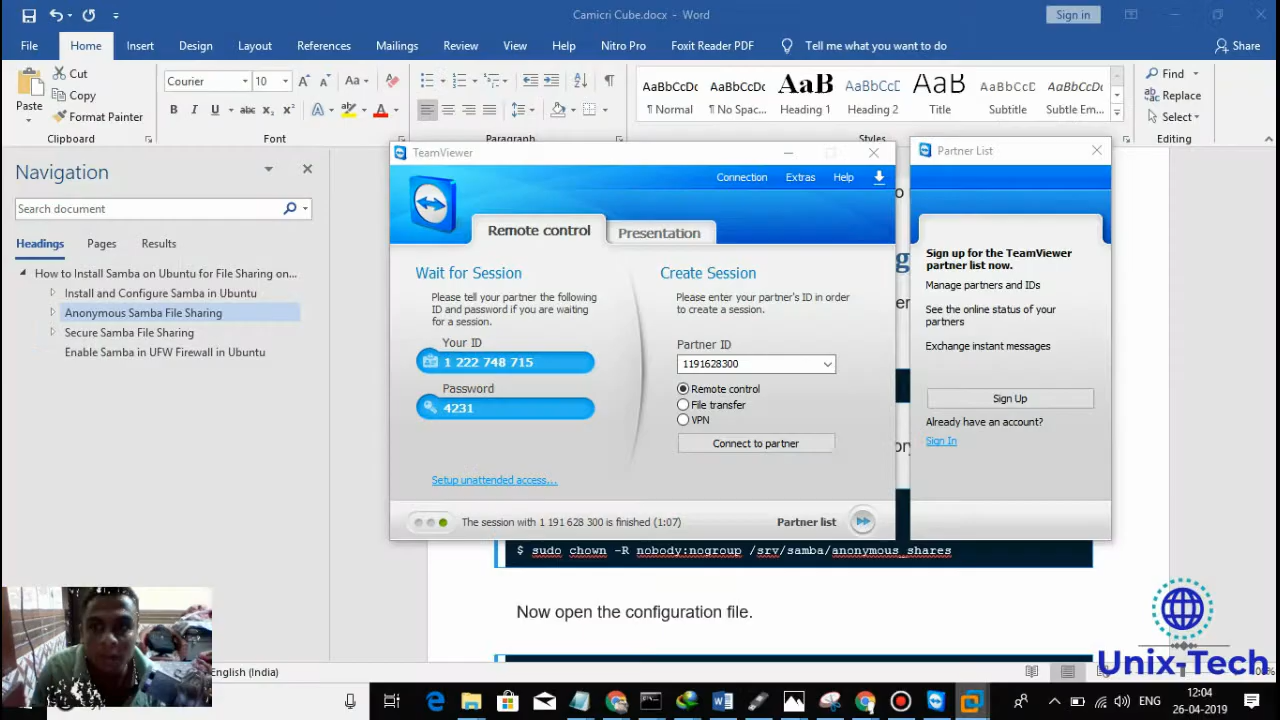 Camicri Cube.docx - Word
Sign in
File Home Insert Design Layout References Mailings Review View Help Nitro Pro Foxit Reader PDF Tell me what you want to do Share
Paste
Cut
Copy
Format Painter
Clipboard
Courier 10
Font
Paragraph
AaBbCcDc AaBbCcDc AaBbCc AaBbCcD AaB AaBbCcD AaBbCcDc
¶ Normal ¶ No Spac... Heading 1 Heading 2 Title Subtitle Subtle Em...
Styles
Find
Replace
Select
Editing
Navigation
Search document
Headings Pages Results
How to Install Samba on Ubuntu for File Sharing on...
Install and Configure Samba in Ubuntu
Anonymous Samba File Sharing
Secure Samba File Sharing
Enable Samba in UFW Firewall in Ubuntu
TeamViewer
Connection Extras Help
Remote control Presentation
Wait for Session
Please tell your partner the following
ID and password if you are waiting
for a session.
Your ID
1 222 748 715
Password
4231
Setup unattended access...
Create Session
Please enter your partner's ID in order
to create a session.
Partner ID
1191628300
Remote control
File transfer
VPN
Connect to partner
The session with 1 191 628 300 is finished (1:07)
Partner list
Partner List
Sign up for the TeamViewer
partner list now.
Manage partners and IDs
See the online status of your
partners
Exchange instant messages
Sign Up
Already have an account?
Sign In
$ sudo chown -R nobody:nogroup /srv/samba/anonymous_shares
Now open the configuration file.
English (India)
Unix-Tech
ENG
12:04
26-04-2019